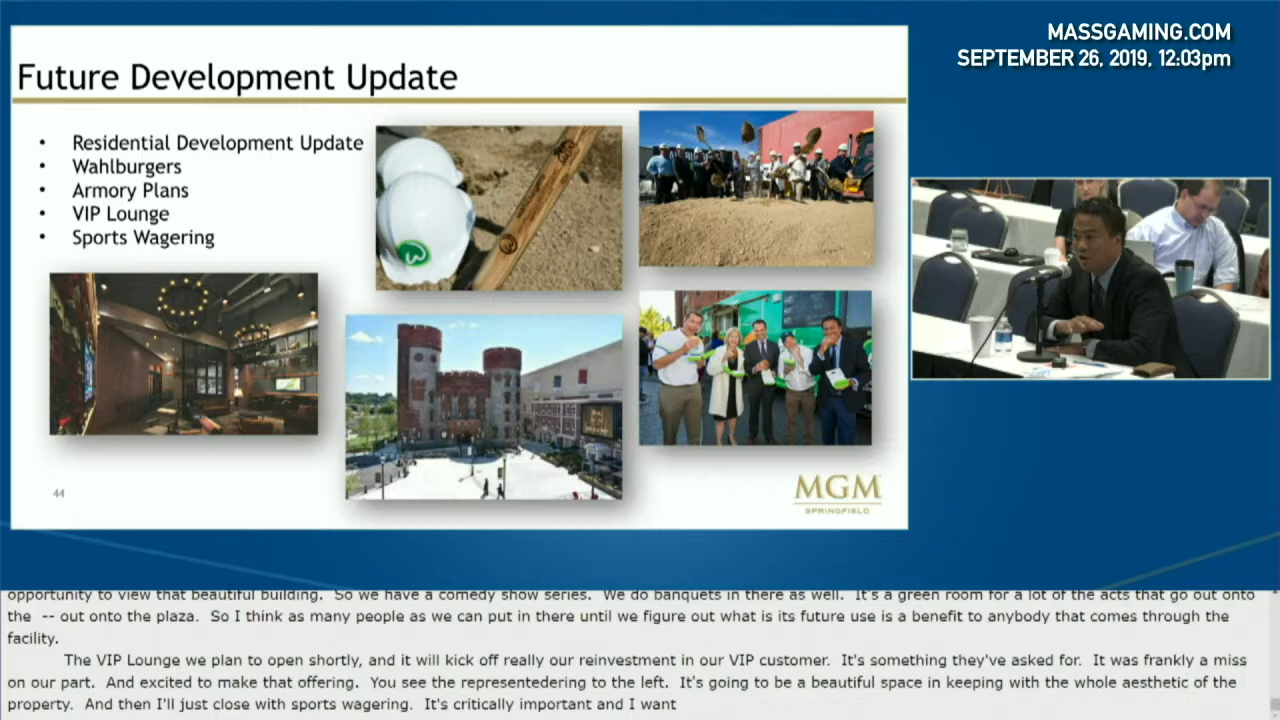 MASSGAMING.COM
SEPTEMBER 26, 2019, 12:03pm
Future Development Update
• Residential Development Update
• Wahlburgers
• Armory Plans
• VIP Lounge
• Sports Wagering
44
MGM
SPRINGFIELD
opportunity to view that beautiful building. So we have a comedy show series. We do banquets in there as well. It's a green room for a lot of the acts that go out onto
the -- out onto the plaza. So I think as many people as we can put in there until we figure out what is its future use is a benefit to anybody that comes through the
facility.
The VIP Lounge we plan to open shortly, and it will kick off really our reinvestment in our VIP customer. It's something they've asked for. It was frankly a miss
on our part. And excited to make that offering. You see the representedering to the left. It's going to be a beautiful space in keeping with the whole aesthetic of the
property. And then I'll just close with sports wagering. It's critically important and I want